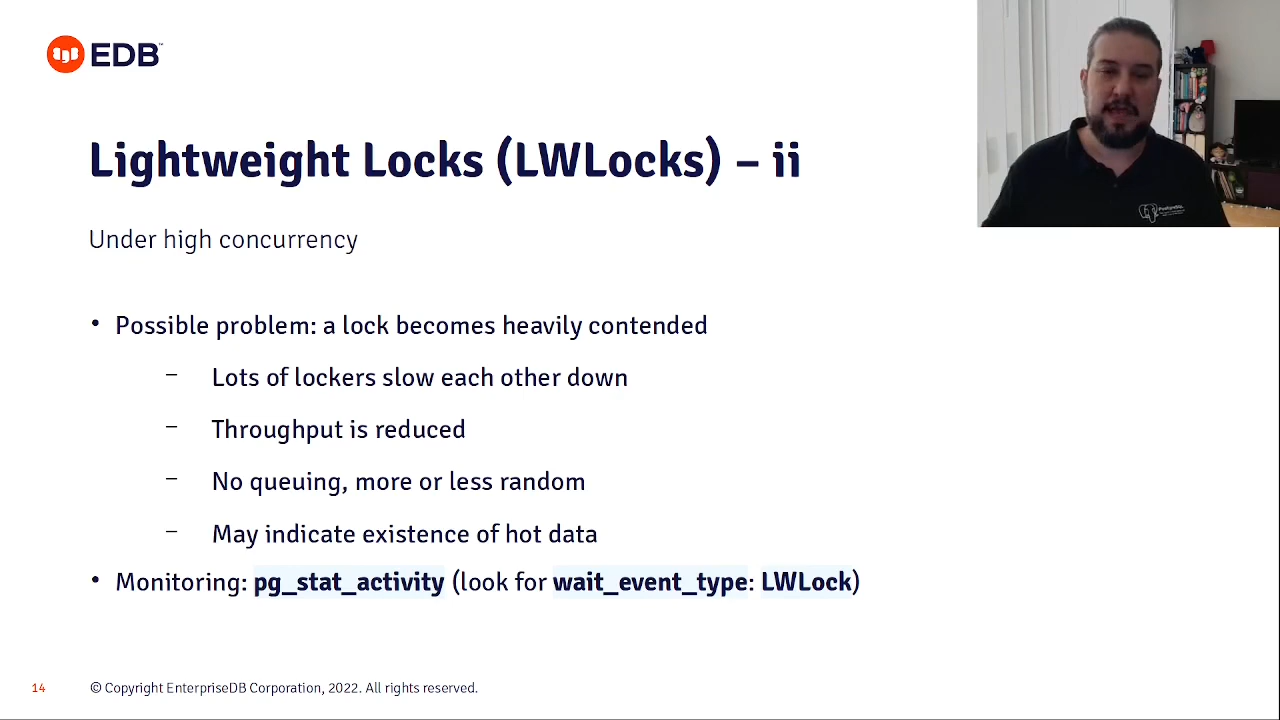 EDB™
Lightweight Locks (LWLocks) – ii
Under high concurrency
• Possible problem: a lock becomes heavily contended
– Lots of lockers slow each other down
– Throughput is reduced
– No queuing, more or less random
– May indicate existence of hot data
• Monitoring: pg_stat_activity (look for wait_event_type: LWLock)
14
© Copyright EnterpriseDB Corporation, 2022. All rights reserved.